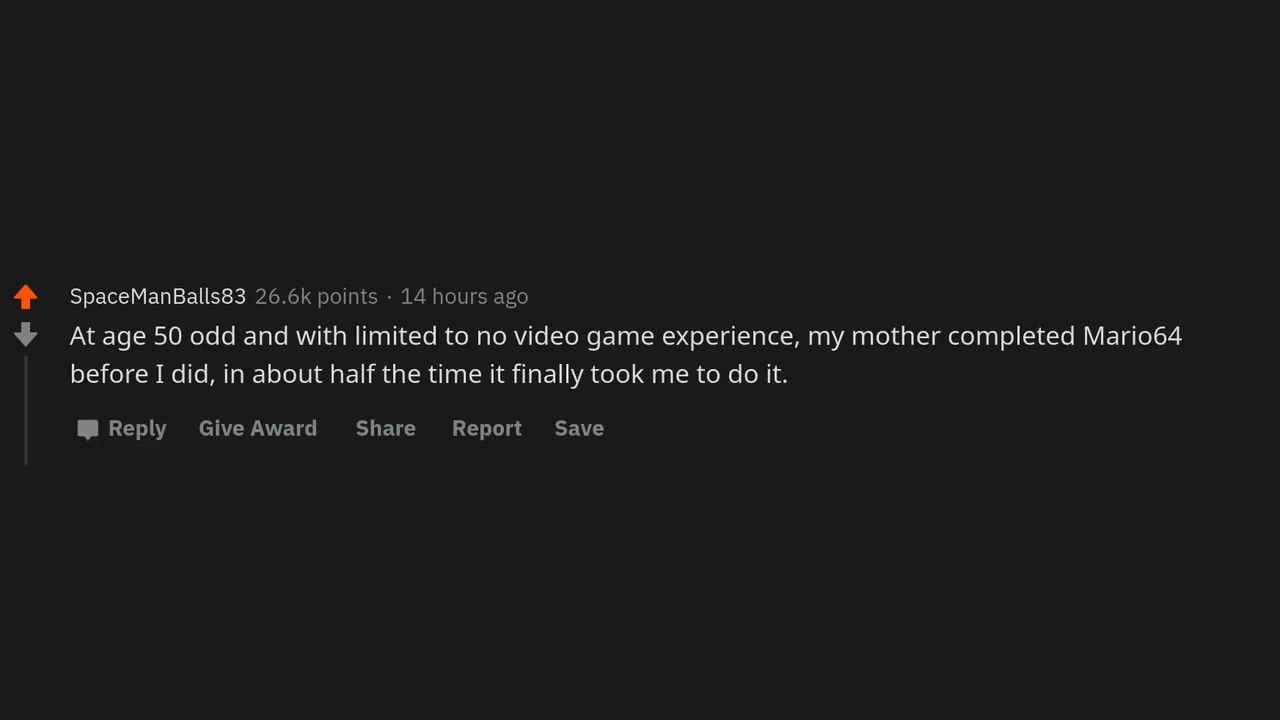 SpaceManBalls83 26.6k points · 14 hours ago
At age 50 odd and with limited to no video game experience, my mother completed Mario64
before I did, in about half the time it finally took me to do it.
Reply Give Award Share Report Save